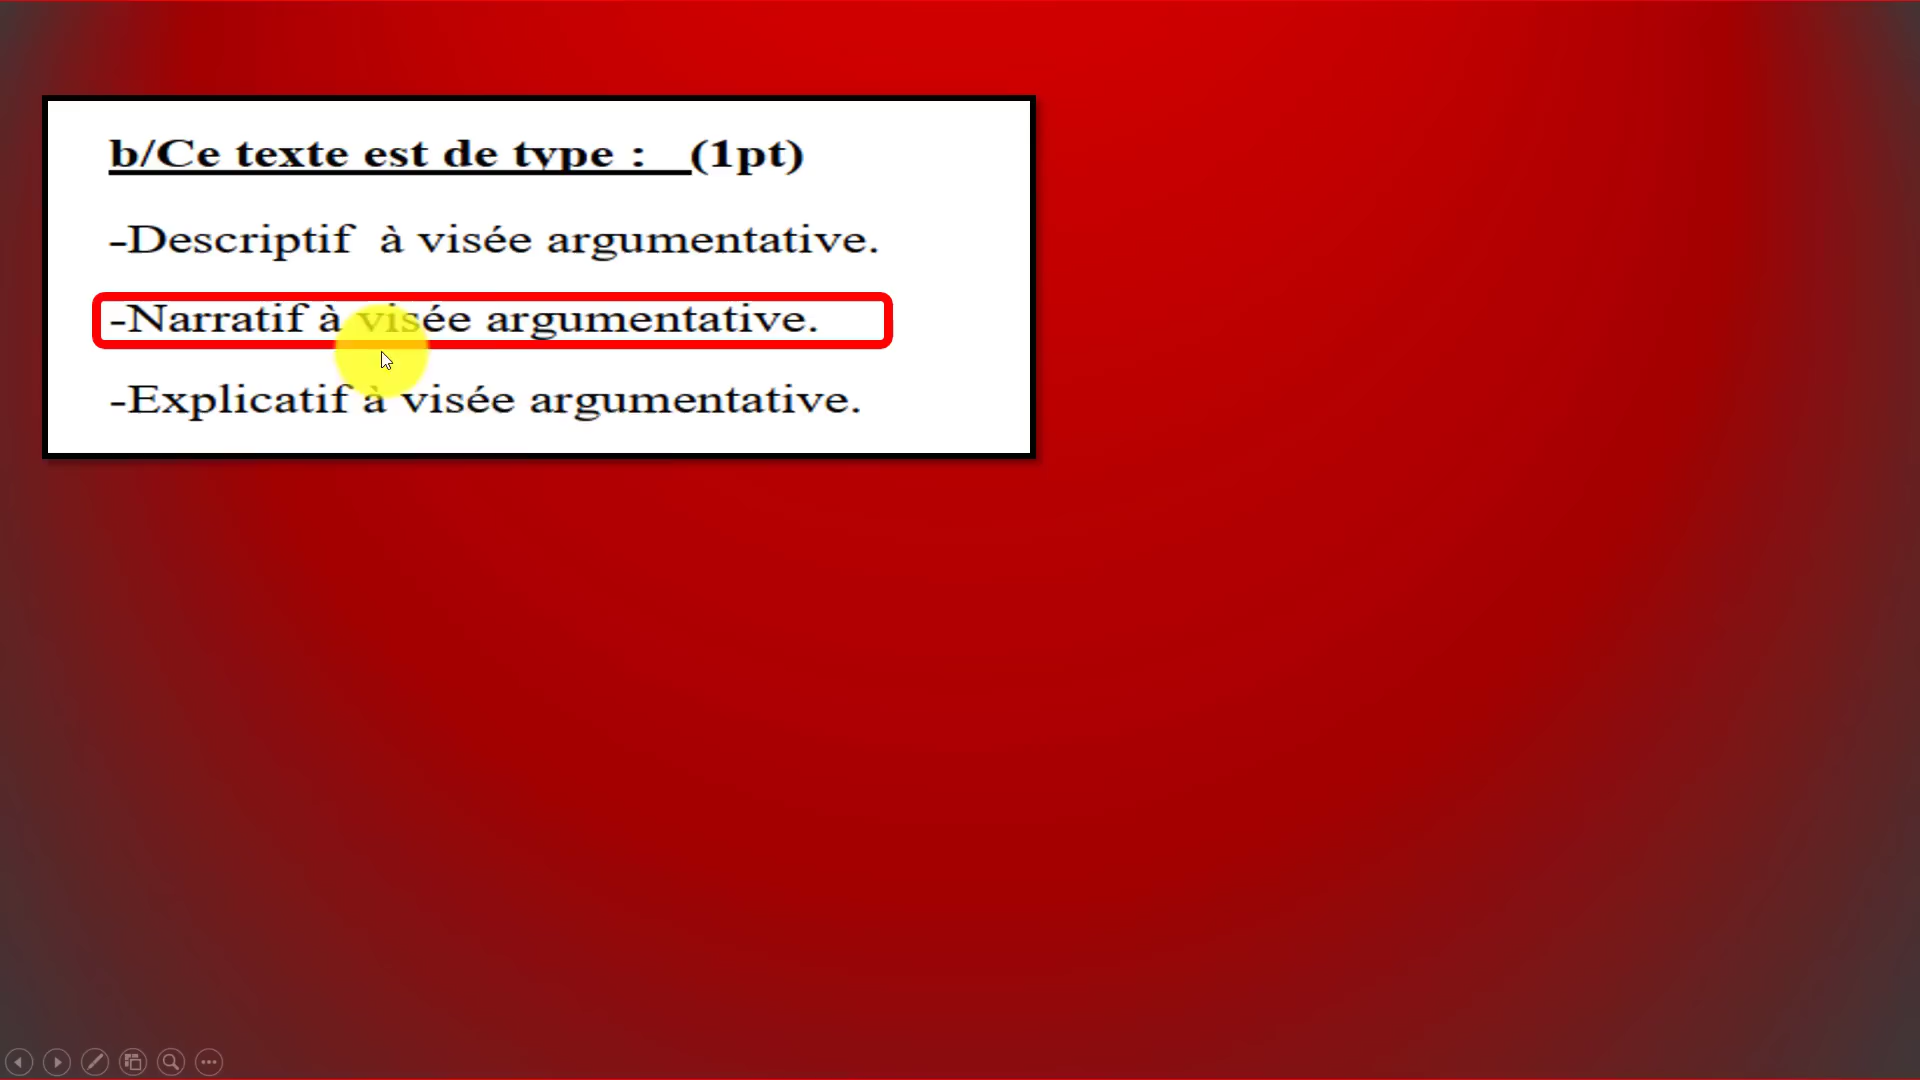 b/Ce texte est de type : (1pt)
-Descriptif à visée argumentative.
-Narratif à visée argumentative.
-Explicatif à visée argumentative.